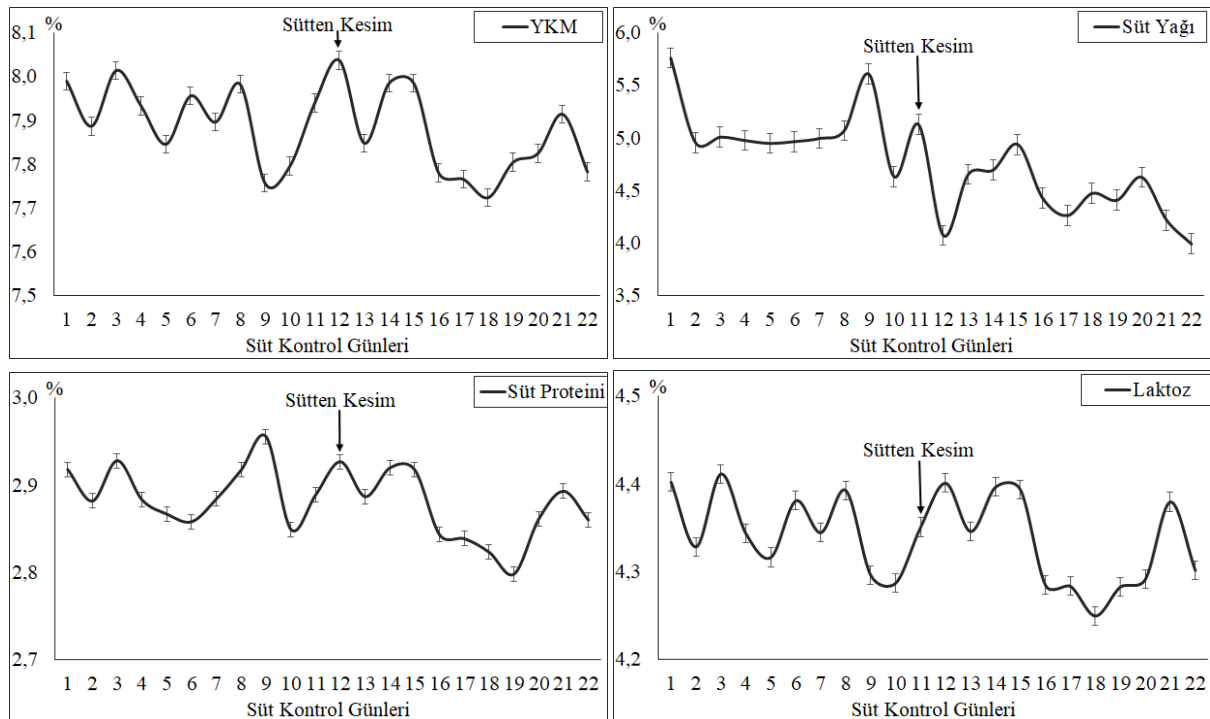 %
YKM
Sütten Kesim
8,1
8,0
7,9
7,8
7,7
7,6
7,5
1 2 3 4 5 6 7 8 9 10 11 12 13 14 15 16 17 18 19 20 21 22
Süt Kontrol Günleri
%
Süt Yağı
Sütten Kesim
6,0
5,5
5,0
4,5
4,0
3,5
1 2 3 4 5 6 7 8 9 10 11 12 13 14 15 16 17 18 19 20 21 22
Süt Kontrol Günleri
%
Süt Proteini
Sütten Kesim
3,0
2,9
2,8
2,7
1 2 3 4 5 6 7 8 9 10 11 12 13 14 15 16 17 18 19 20 21 22
Süt Kontrol Günleri
%
Laktoz
Sütten Kesim
4,5
4,4
4,3
4,2
1 2 3 4 5 6 7 8 9 10 11 12 13 14 15 16 17 18 19 20 21 22
Süt Kontrol Günleri